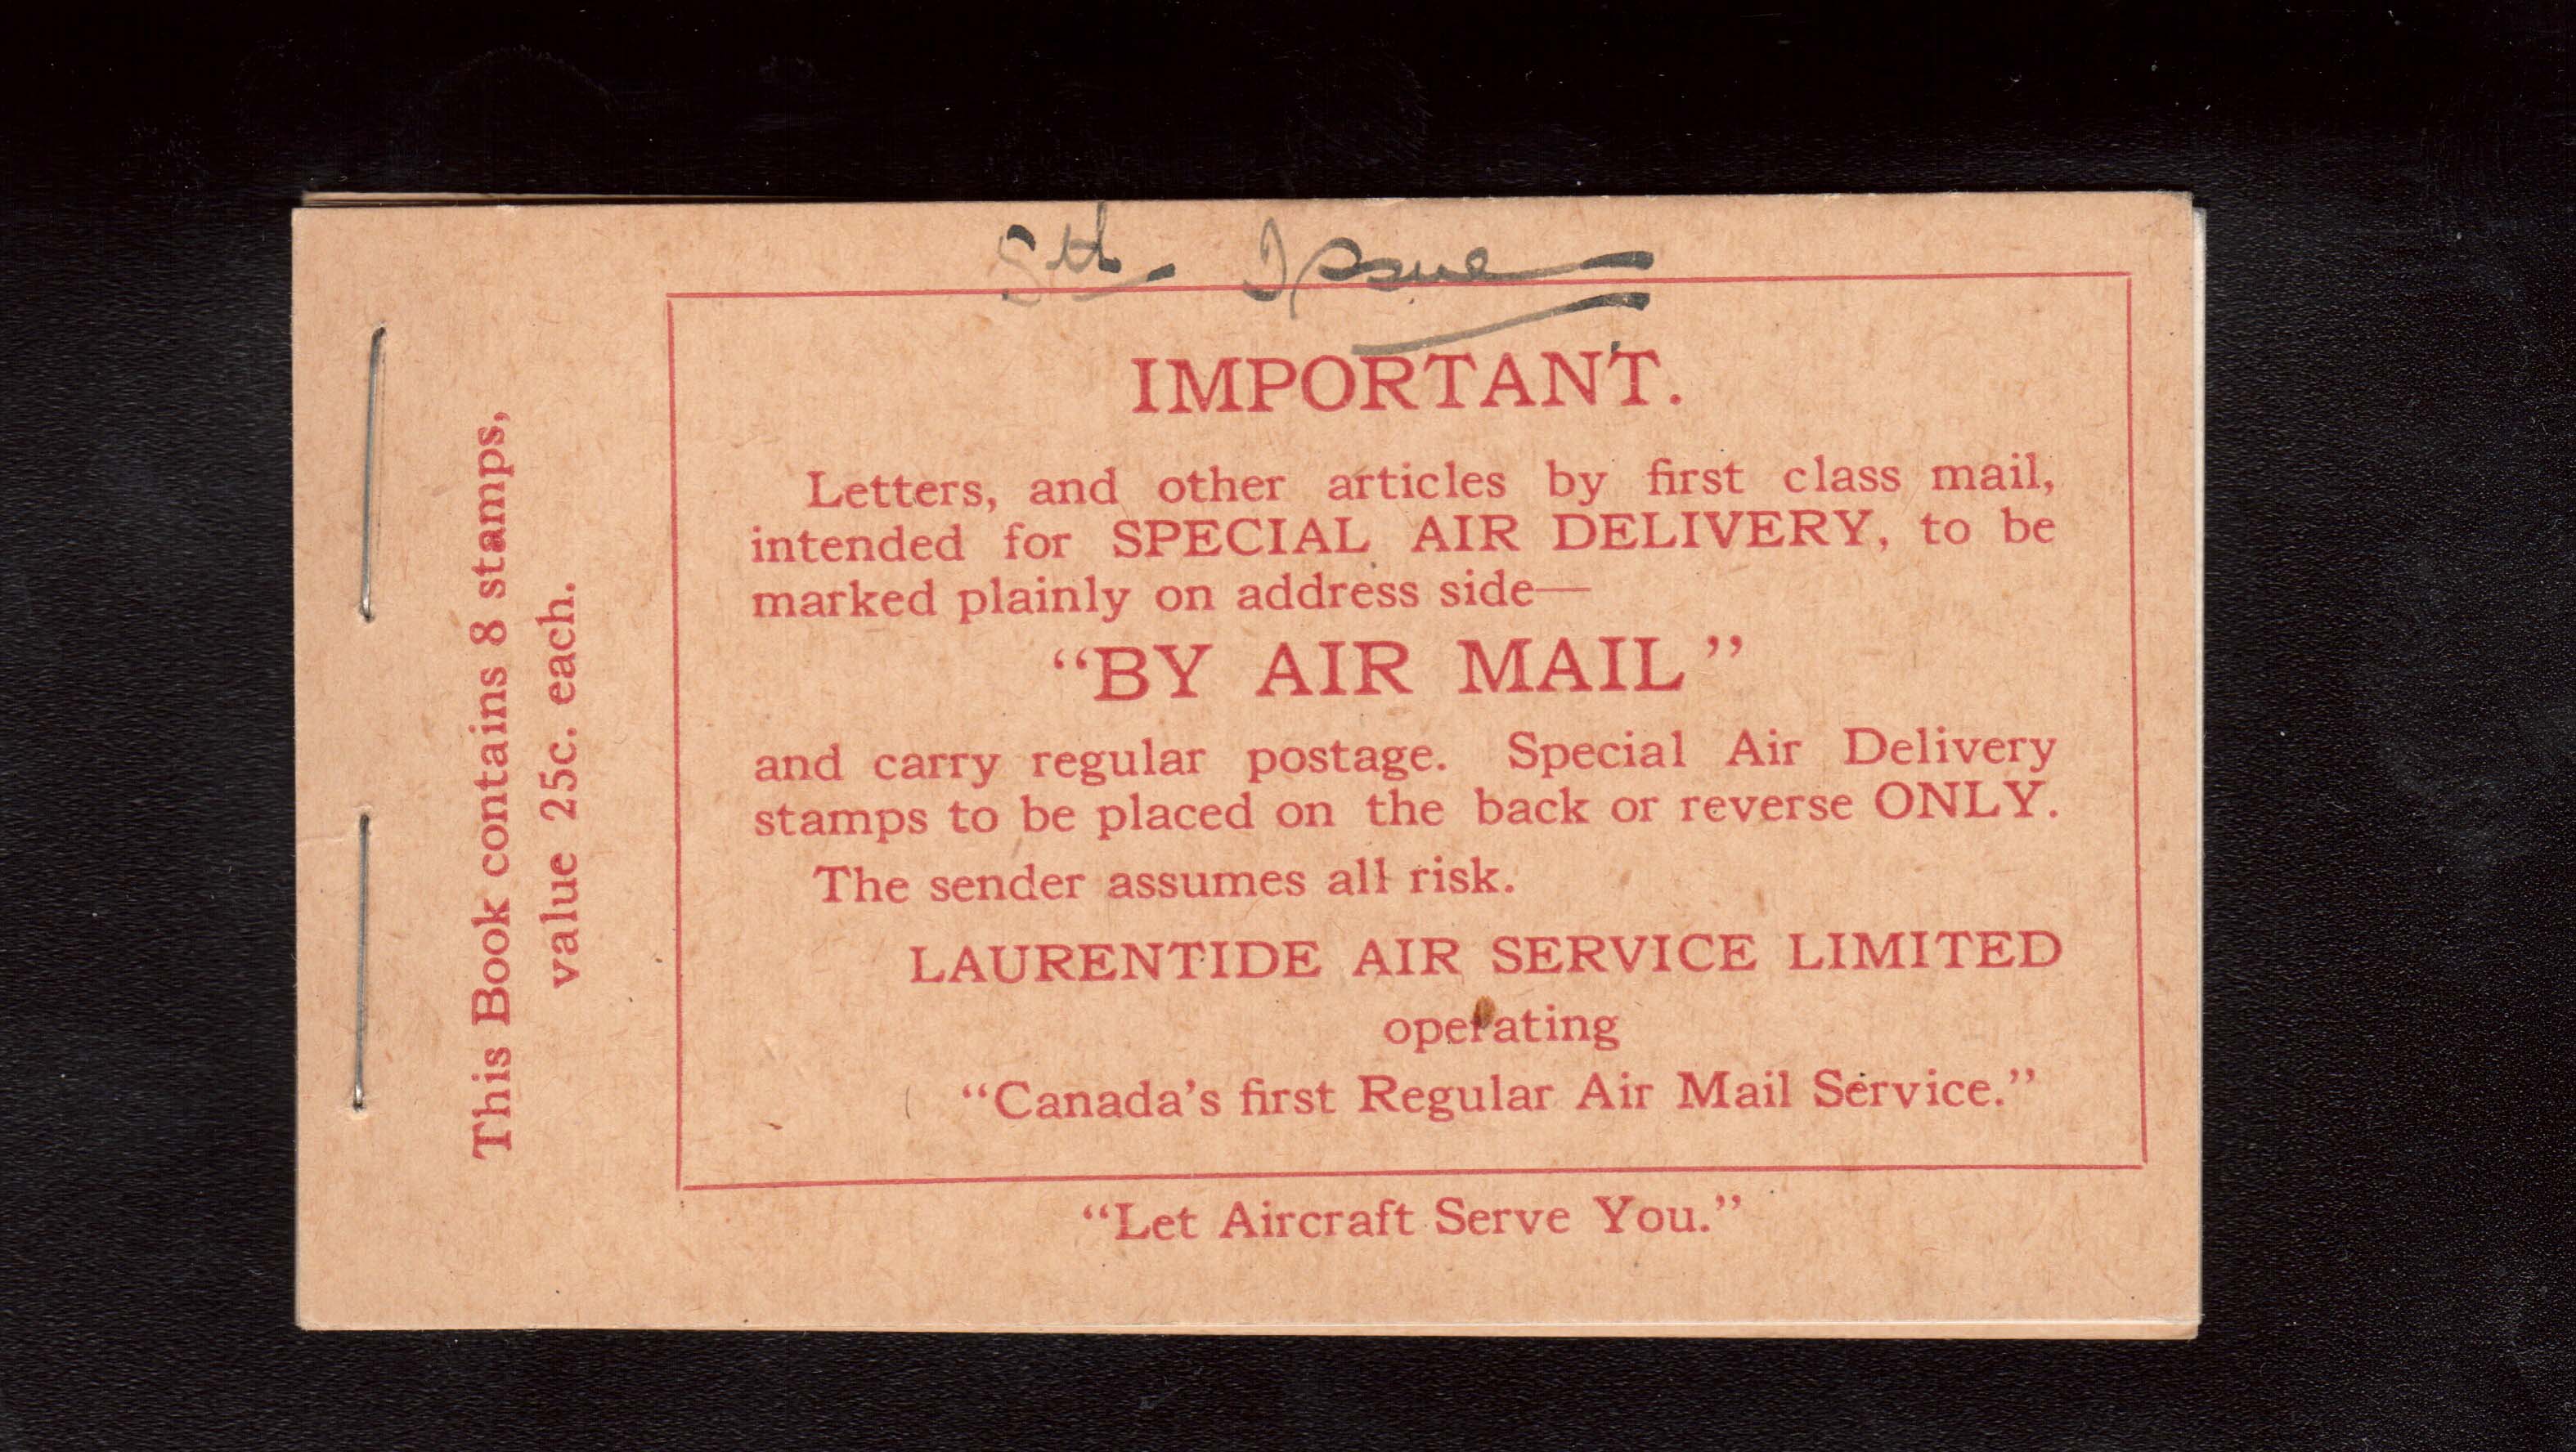 5th Issue
IMPORTANT.
Letters, and other articles by first class mail,
intended for SPECIAL AIR DELIVERY, to be
marked plainly on address side—
“BY AIR MAIL”
and carry regular postage. Special Air Delivery
stamps to be placed on the back or reverse ONLY.
The sender assumes all risk.
LAURENTIDE AIR SERVICE LIMITED
operating
“Canada’s first Regular Air Mail Service.”
“Let Aircraft Serve You.”
This Book contains 8 stamps,
value 25c. each.